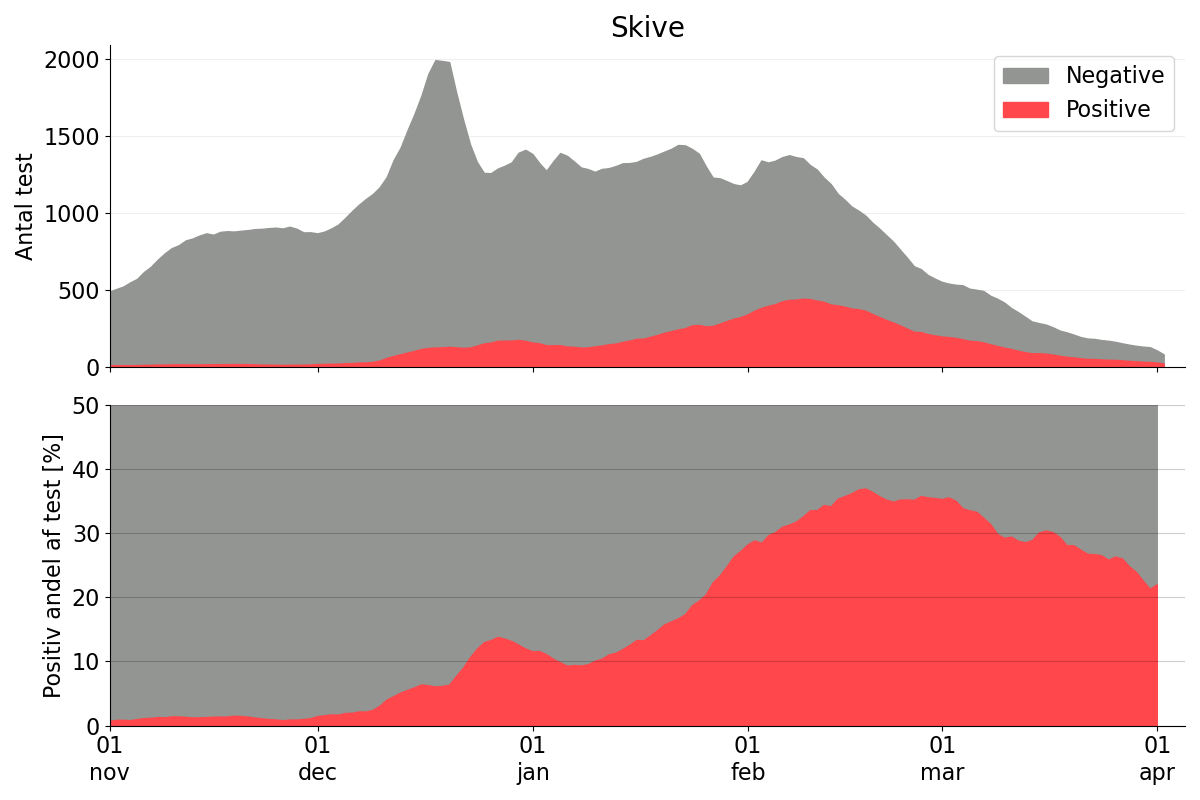 Skive
Antal test
2000
1500
1000
500
0
Negative
Positive
Positiv andel af test [%]
50
40
30
20
10
0
01 01 01 01 01 01
nov dec jan feb mar apr